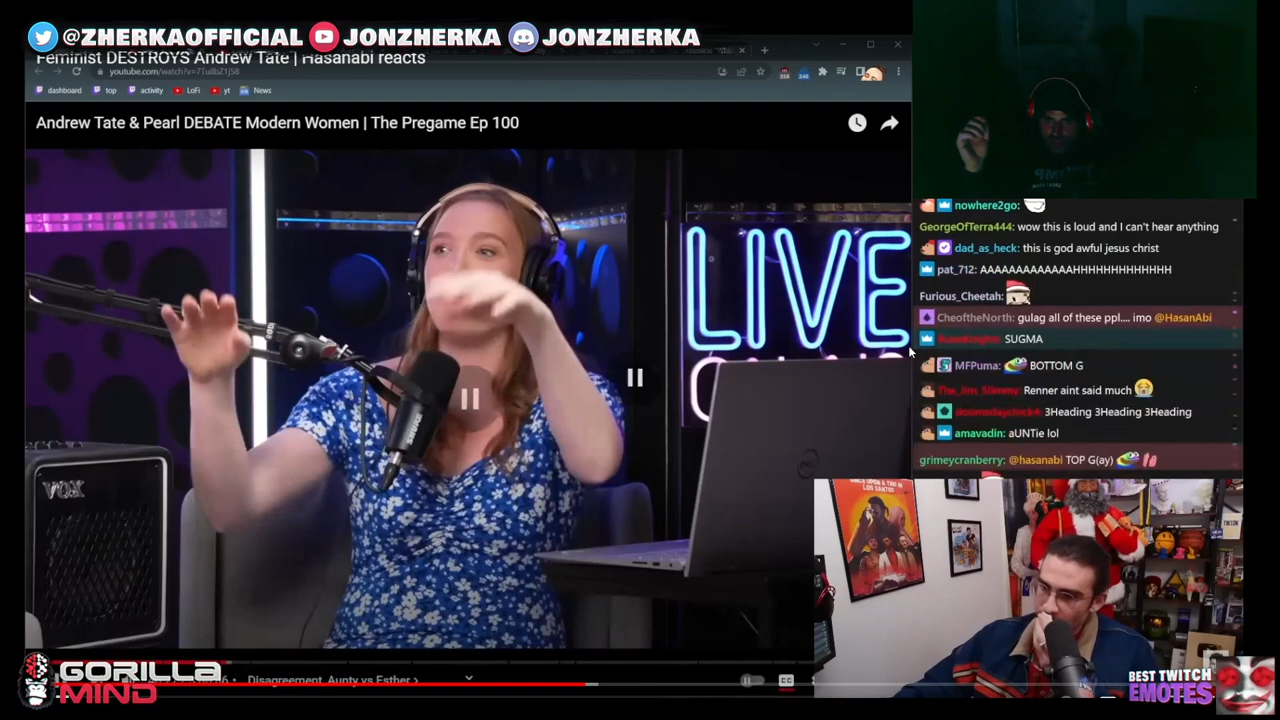 @ZHERKAOFFICIAL JONZHERKA JONZHERKA
Feminist DESTROYS Andrew Tate | Hasanabi reacts
dashboard top activity LoFi yt News
Andrew Tate & Pearl DEBATE Modern Women | The Pregame Ep 100
LIVE
VOX
DELL
nowhere2go:
GeorgeOfTerra444: wow this is loud and I can't hear anything
dad_as_heck: this is god awful jesus christ
pat_712: AAAAAAAAAAAAAHHHHHHHHHHHHH
Furious_Cheetah:
CheoftheNorth: gulag all of these ppl.... imo @HasanAbi
SUGMA
MFPuma: BOTTOM G
The_Jim_Slimmy: Renner aint said much
3Heading 3Heading 3Heading
amavadin: aUNTie lol
grimeycranberry: @hasanabi TOP G(ay)
GORILLA
MIND
Disagreement, Aunty vs Esther
BEST TWITCH
EMOTES